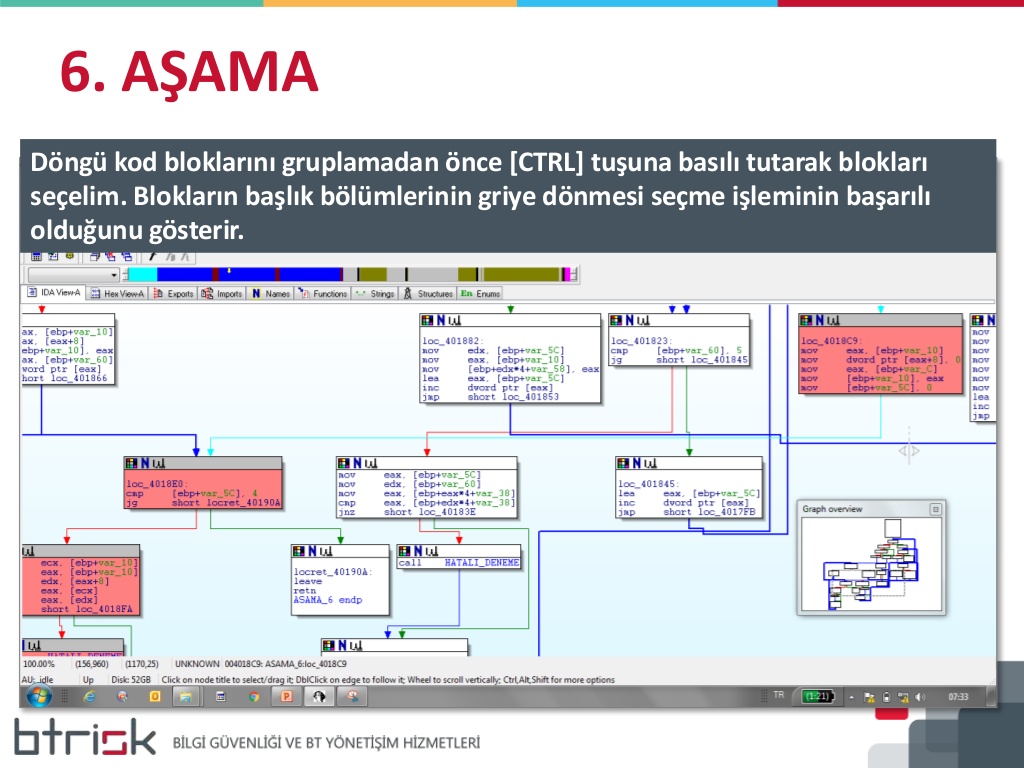 6. AŞAMA
Döngü kod bloklarını gruplamadan önce [CTRL] tuşuna basılı tutarak blokları
seçelim. Blokların başlık bölümlerinin griye dönmesi seçme işleminin başarılı
olduğunu gösterir.
IDA View-A Hex View-A Exports Imports N Names Functions Strings Structures En Enums
ax, [ebp+var_10]
ax, [eax+8]
ebp+var_10], eax
ax, [ebp+var_60]
word ptr [eax]
hort loc_401866
loc_401882:
mov edx, [ebp+var_5C]
mov eax, [ebp+var_10]
mov [ebp+edx*4+var_58], eax
lea eax, [ebp+var_5C]
inc dword ptr [eax]
jmp short loc_401853
loc_401823:
cmp [ebp+var_60], 5
jg short loc_401845
loc_4018C9:
mov eax, [ebp+var_10]
mov dword ptr [eax+8], 0
mov eax, [ebp+var_C]
mov [ebp+var_10], eax
mov [ebp+var_5C], 0
mov
mov
mov
mov
mov
mov
lea
inc
jmp
loc_4018E0:
cmp [ebp+var_5C], 4
jg short locret_40190A
mov eax, [ebp+var_5C]
mov edx, [ebp+var_60]
mov eax, [ebp+eax*4+var_38]
cmp eax, [ebp+edx*4+var_38]
jnz short loc_40183E
loc_401845:
lea eax, [ebp+var_5C]
inc dword ptr [eax]
jmp short loc_4017FB
Graph overview
ecx, [ebp+var_10]
eax, [ebp+var_10]
edx, [eax+8]
eax, [ecx]
eax, [edx]
short loc_4018FA
locret_40190A:
leave
retn
ASAMA_6 endp
call HATALI_DENEME
HATALI_DENEME
100.00% (156,960) (1170,25) UNKNOWN 004018C9: ASAMA_6:loc_4018C9
AU: idle Up Disk: 52GB Click on node title to select/drag it; DblClick on edge to follow it; Wheel to scroll vertically; Ctrl,Alt,Shift for more options
TR (1:21) 07:33
btrisk BİLGİ GÜVENLİĞİ VE BT YÖNETİŞİM HİZMETLERİ